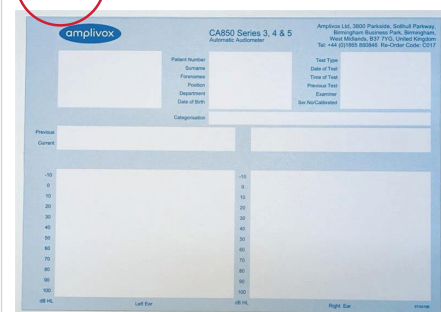 amplivox
CA850 Series 3, 4 & 5
Automatic Audiometer
Amplivox Ltd, 3800 Parkside, Solihull Parkway,
Birmingham Business Park, Birmingham,
West Midlands, B37 7YG, United Kingdom
Tel: +44 (0)1865 880846 Re-Order Code: C017
Patient Number
Surname
Forenames
Position
Department
Date of Birth
Test Type
Date of Test
Time of Test
Previous Test
Examiner
Ser.No/Calibrated
Categorisation
Previous
Current
-10
0
10
20
30
40
50
60
70
80
90
100
dB HL
Left Ear
-10
0
10
20
30
40
50
60
70
80
90
100
dB HL
Right Ear